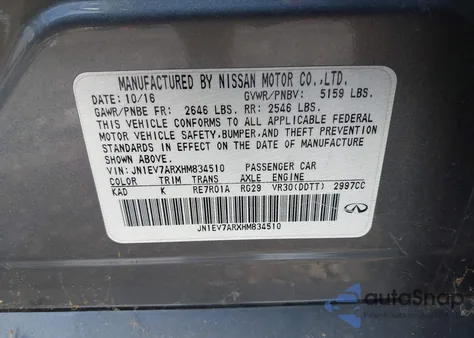 MANUFACTURED BY NISSAN MOTOR CO.,LTD.
DATE: 10/16 GVWR/PNBV: 5159 LBS.
GAWR/PNBE FR: 2646 LBS. RR: 2546 LBS.
THIS VEHICLE CONFORMS TO ALL APPLICABLE FEDERAL
MOTOR VEHICLE SAFETY, BUMPER, AND THEFT PREVENTION
STANDARDS IN EFFECT ON THE DATE OF MANUFACTURE
SHOWN ABOVE.
VIN: JN1EV7ARXHM834510 PASSENGER CAR
COLOR TRIM TRANS AXLE ENGINE
KAD K RE7R01A RG29 VR30(DDTT) 2997CC
JN1EV7ARXHM834510
autoSnap